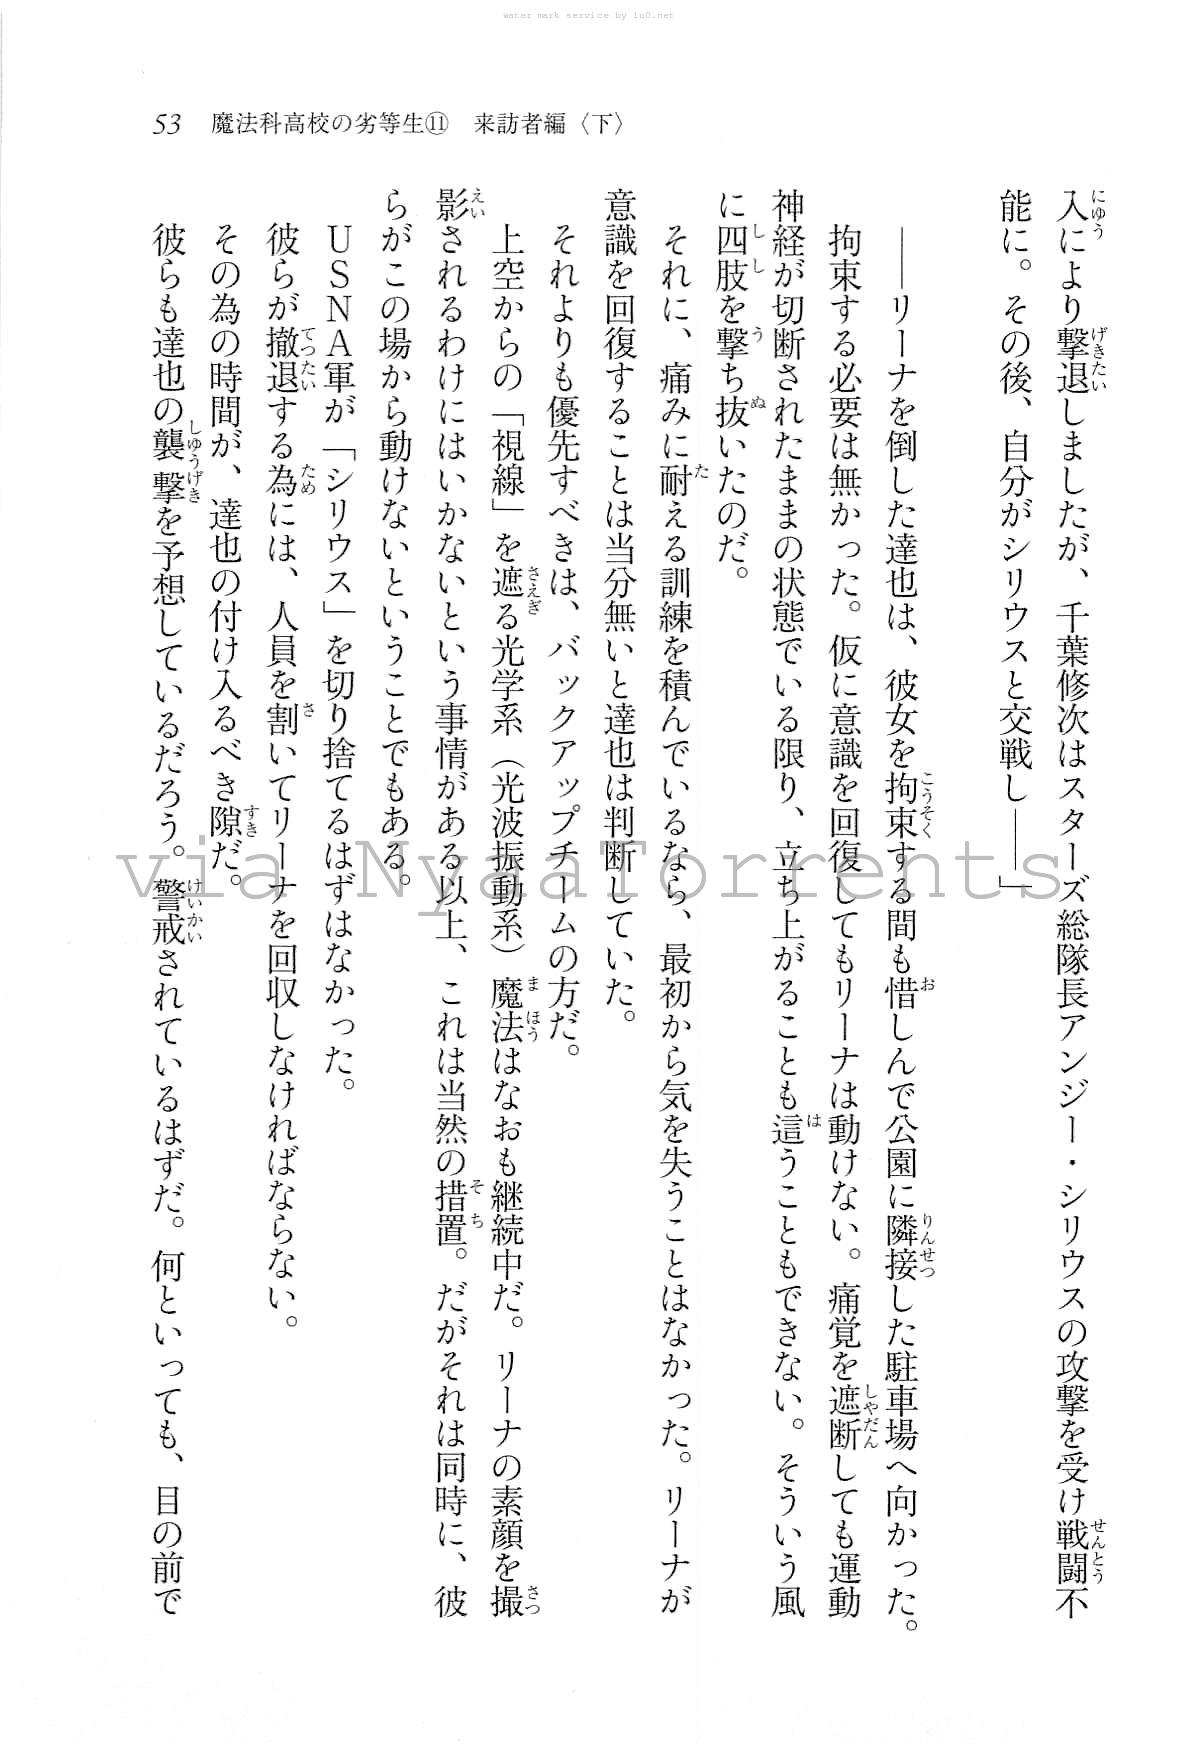 water mark service by lu0.net
53 魔法科高校の劣等生⑪ 来訪者編〈下〉
入により撃退しましたが、千葉修次はスターズ総隊長アンジー・シリウスの攻撃を受け戦闘不
能に。その後、自分がシリウスと交戦し――」
――リーナを倒した達也は、彼女を拘束する間も惜しんで公園に隣接した駐車場へ向かった。
拘束する必要は無かった。仮に意識を回復してもリーナは動けない。痛覚を遮断しても運動
神経が切断されたままの状態でいる限り、立ち上がることも這うこともできない。そういう風
に四肢を撃ち抜いたのだ。
それに、痛みに耐える訓練を積んでいるなら、最初から気を失うことはなかった。リーナが
意識を回復することは当分無いと達也は判断していた。
それよりも優先すべきは、バックアップチームの方だ。
上空からの「視線」を遮る光学系（光波振動系）魔法はなおも継続中だ。リーナの素顔を撮
影されるわけにはいかないという事情がある以上、これは当然の措置。だがそれは同時に、彼
らがこの場から動けないということでもある。
ＵＳＮＡ軍が「シリウス」を切り捨てるはずはなかった。
彼らが撤退する為には、人員を割いてリーナを回収しなければならない。
その為の時間が、達也の付け入るべき隙だ。
彼らも達也の襲撃を予想しているだろう。警戒されているはずだ。何といっても、目の前で
via NyaaTorrents